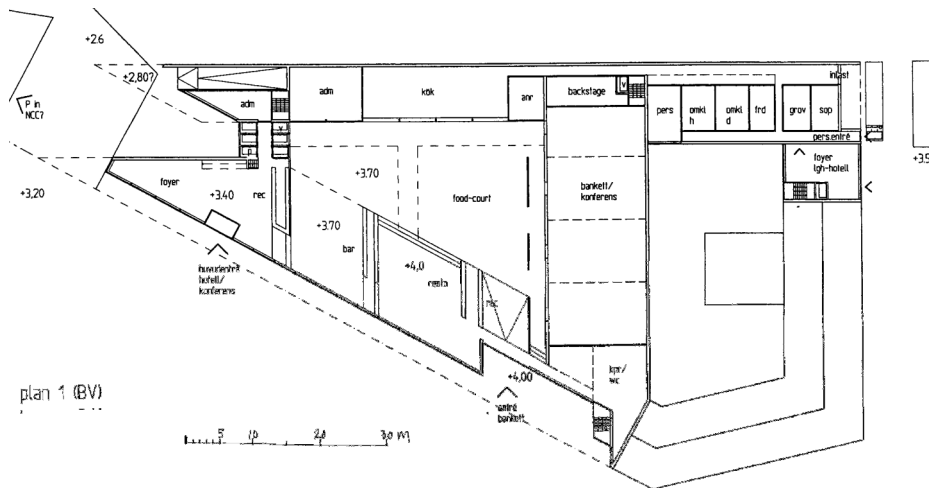 +2.6
+2,80?
P in
NCC?
+3,20
adm
adm
kök
anr
backstage
v
pers
omkl
h
omkl
d
frd
grov
sop
inlast
pers.entré
foyer
lgh-hotell
+3.
v
foyer
+3.40
rec
+3.70
food-court
bankett/
konferens
+3.70
bar
+4,0
resta
rec
huvudentré
hotell/
konferens
kpr/
wc
+4,00
entré
bankett
plan 1 (BV)
5 10 20 30 m